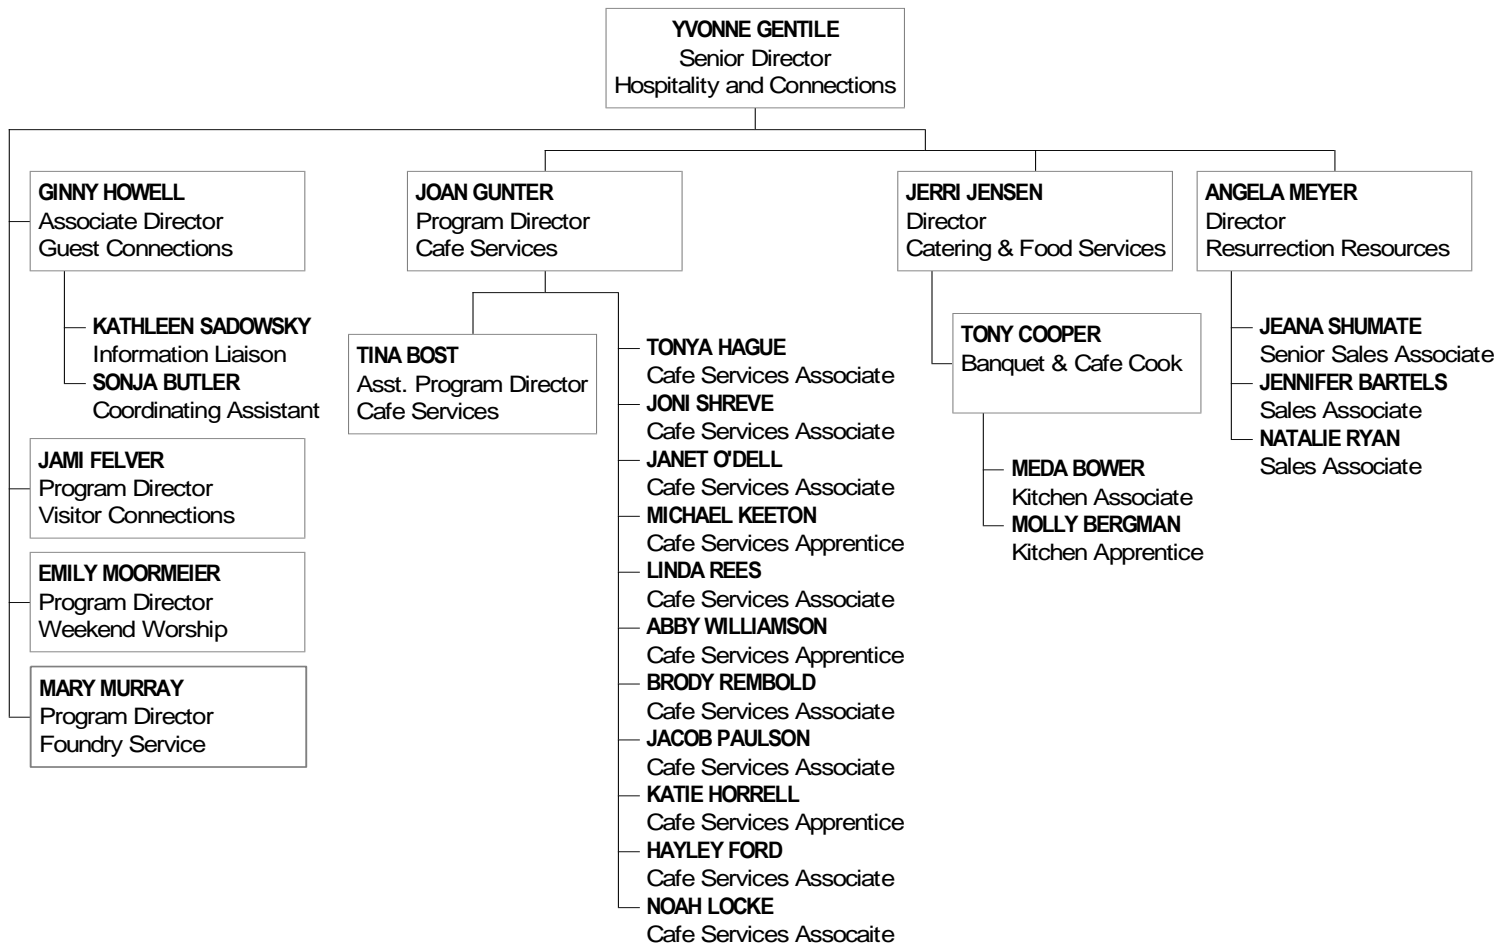 YVONNE GENTILE
Senior Director
Hospitality and Connections
GINNY HOWELL
Associate Director
Guest Connections
KATHLEEN SADOWSKY
Information Liaison
SONJA BUTLER
Coordinating Assistant
JAMI FELVER
Program Director
Visitor Connections
EMILY MOORMEIER
Program Director
Weekend Worship
MARY MURRAY
Program Director
Foundry Service
JOAN GUNTER
Program Director
Cafe Services
TINA BOST
Asst. Program Director
Cafe Services
TONYA HAGUE
Cafe Services Associate
JONI SHREVE
Cafe Services Associate
JANET O'DELL
Cafe Services Associate
MICHAEL KEETON
Cafe Services Apprentice
LINDA REES
Cafe Services Associate
ABBY WILLIAMSON
Cafe Services Apprentice
BRODY REMBOLD
Cafe Services Associate
JACOB PAULSON
Cafe Services Associate
KATIE HORRELL
Cafe Services Apprentice
HAYLEY FORD
Cafe Services Associate
NOAH LOCKE
Cafe Services Assocaite
JERRI JENSEN
Director
Catering & Food Services
TONY COOPER
Banquet & Cafe Cook
MEDA BOWER
Kitchen Associate
MOLLY BERGMAN
Kitchen Apprentice
ANGELA MEYER
Director
Resurrection Resources
JEANA SHUMATE
Senior Sales Associate
JENNIFER BARTELS
Sales Associate
NATALIE RYAN
Sales Associate